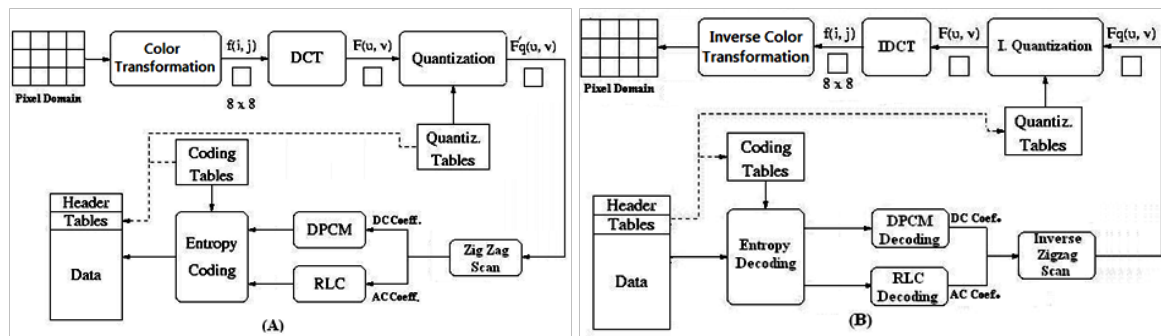 Color
Transformation
f(i, j)
8 x 8
DCT
F(u, v)
Quantization
F'q(u, v)
Pixel Domain
Quantiz.
Tables
Coding
Tables
Header
Tables
Data
Entropy
Coding
DPCM
DC Coeff.
RLC
AC Coeff.
Zig Zag
Scan
(A)
Pixel Domain
Inverse Color
Transformation
f(i, j)
8 x 8
IDCT
F(u, v)
I. Quantization
Fq(u, v)
Quantiz.
Tables
Coding
Tables
Header
Tables
Data
Entropy
Decoding
DPCM
Decoding
DC Coef.
RLC
Decoding
AC Coef.
Inverse
Zigzag
Scan
(B)